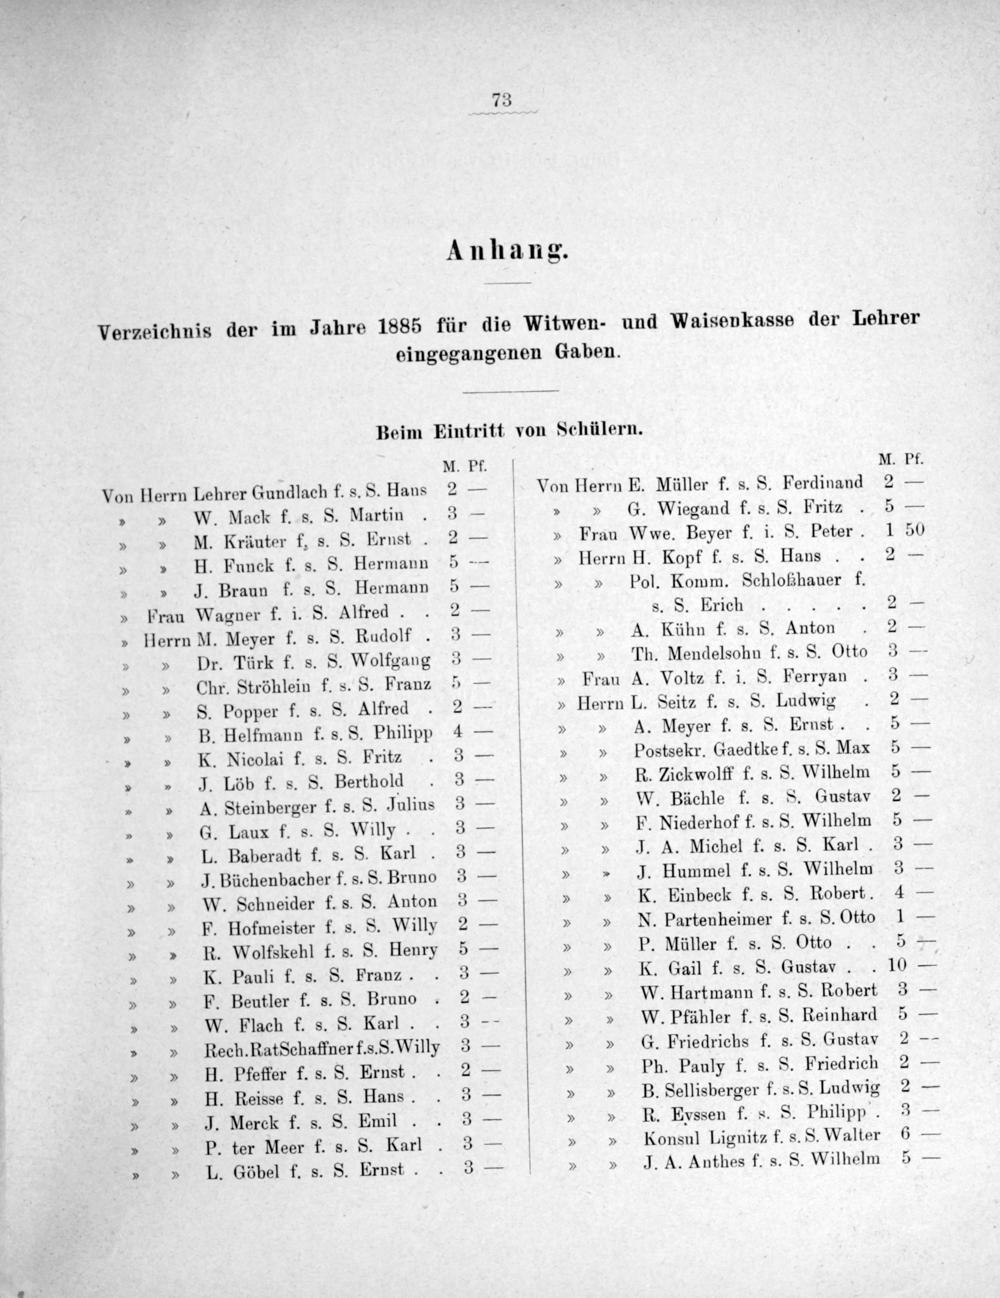 73
Anhang.
Verzeichnis der im Jahre 1885 für die Witwen- und Waisenkasse der Lehrer
eingegangenen Gaben.
Beim Eintritt von Schülern.
M. Pf.
Von Herrn Lehrer Gundlach f. s. S. Hans 2 —
» » W. Mack f. s. S. Martin . 3 —
» » M. Kräuter f. s. S. Ernst . 2 —
» » H. Funck f. s. S. Hermann 5 —
» » J. Braun f. s. S. Hermann 5 —
» Frau Wagner f. i. S. Alfred . . 2 —
» Herrn M. Meyer f. s. S. Rudolf . 3 —
» » Dr. Türk f. s. S. Wolfgang 3 —
» » Chr. Ströhlein f. s. S. Franz 5 —
» » S. Popper f. s. S. Alfred . 2 —
» » B. Helfmann f. s. S. Philipp 4 —
» » K. Nicolai f. s. S. Fritz . 3 —
» » J. Löb f. s. S. Berthold . 3 —
» » A. Steinberger f. s. S. Julius 3 —
» » G. Laux f. s. S. Willy . . 3 —
» » L. Baberadt f. s. S. Karl . 3 —
» » J. Büchenbacher f. s. S. Bruno 3 —
» » W. Schneider f. s. S. Anton 3 —
» » F. Hofmeister f. s. S. Willy 2 —
» » R. Wolfskehl f. s. S. Henry 5 —
» » K. Pauli f. s. S. Franz . . 3 —
» » F. Beutler f. s. S. Bruno . 2 —
» » W. Flach f. s. S. Karl . . 3 —
» » Rech. Rat Schaffner f. s. S. Willy 3 —
» » H. Pfeffer f. s. S. Ernst . . 2 —
» » H. Reisse f. s. S. Hans . . 3 —
» » J. Merck f. s. S. Emil . . 3 —
» » P. ter Meer f. s. S. Karl . 3 —
» » L. Göbel f. s. S. Ernst . . 3 —
M. Pf.
Von Herrn E. Müller f. s. S. Ferdinand 2 —
» » G. Wiegand f. s. S. Fritz . 5 —
» Frau Wwe. Beyer f. i. S. Peter . 1 50
» Herrn H. Kopf f. s. S. Hans . . 2 —
» » Pol. Komm. Schloßhauer f.
s. S. Erich . . . . . 2 —
» » A. Kühn f. s. S. Anton . 2 —
» » Th. Mendelsohn f. s. S. Otto 3 —
» Frau A. Voltz f. i. S. Ferryan . 3 —
» Herrn L. Seitz f. s. S. Ludwig . 2 —
» » A. Meyer f. s. S. Ernst . . 5 —
» » Postsekr. Gaedtke f. s. S. Max 5 —
» » R. Zickwolff f. s. S. Wilhelm 5 —
» » W. Bächle f. s. S. Gustav 2 —
» » F. Niederhof f. s. S. Wilhelm 5 —
» » J. A. Michel f. s. S. Karl . 3 —
» » J. Hummel f. s. S. Wilhelm 3 —
» » K. Einbeck f. s. S. Robert . 4 —
» » N. Partenheimer f. s. S. Otto 1 —
» » P. Müller f. s. S. Otto . . 5 —
» » K. Gail f. s. S. Gustav . . 10 —
» » W. Hartmann f. s. S. Robert 3 —
» » W. Pfähler f. s. S. Reinhard 5 —
» » G. Friedrichs f. s. S. Gustav 2 —
» » Ph. Pauly f. s. S. Friedrich 2 —
» » B. Sellisberger f. s. S. Ludwig 2 —
» » R. Eyssen f. s. S. Philipp . 3 —
» » Konsul Lignitz f. s. S. Walter 6 —
» » J. A. Anthes f. s. S. Wilhelm 5 —